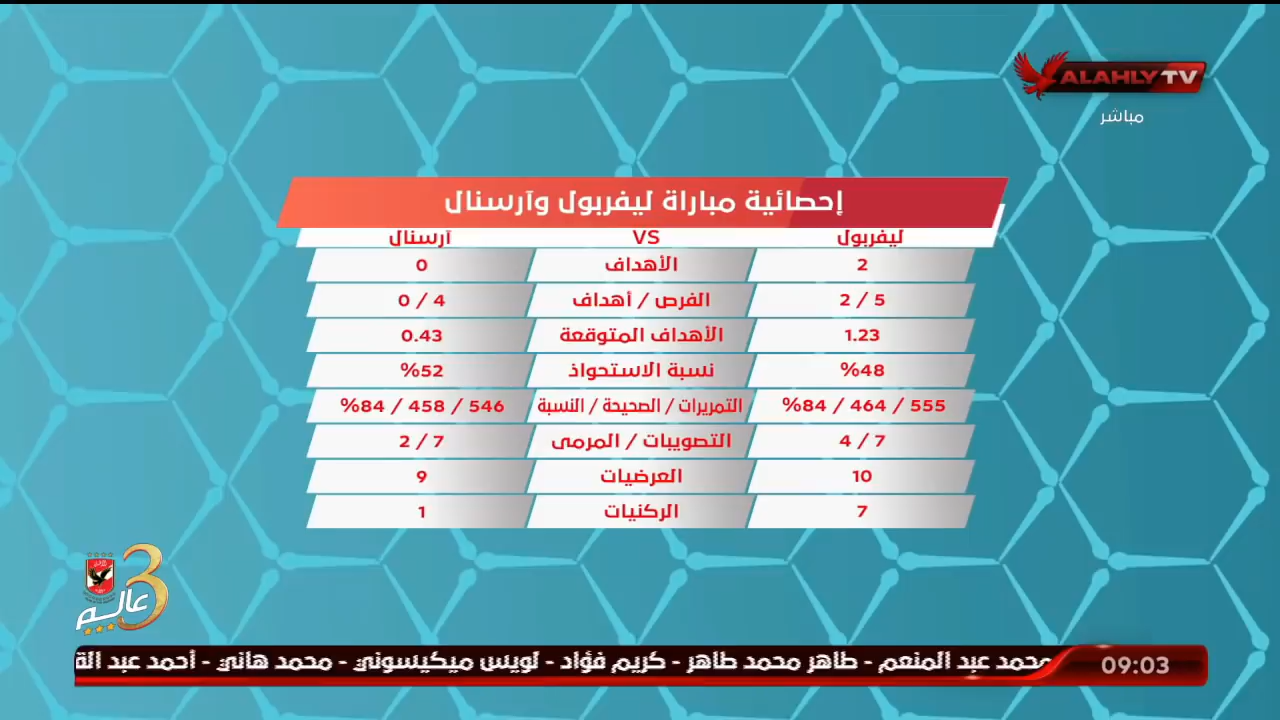 ALAHLY TV
مباشر
إحصائية مباراة ليفربول وآرسنال
ليفربول VS آرسنال
2 الأهداف 0
2 / 5 الفرص / أهداف 0 / 4
1.23 الأهداف المتوقعة 0.43
%48 نسبة الاستحواذ %52
%84 / 464 / 555 التمريرات / الصحيحة / النسبة %84 / 458 / 546
4 / 7 التصويبات / المرمى 2 / 7
10 العرضيات 9
7 الركنيات 1
3 عالم
09:03 محمد عبد المنعم - طاهر محمد طاهر - كريم فؤاد - لويس ميكيسوني - محمد هاني - أحمد عبد الق